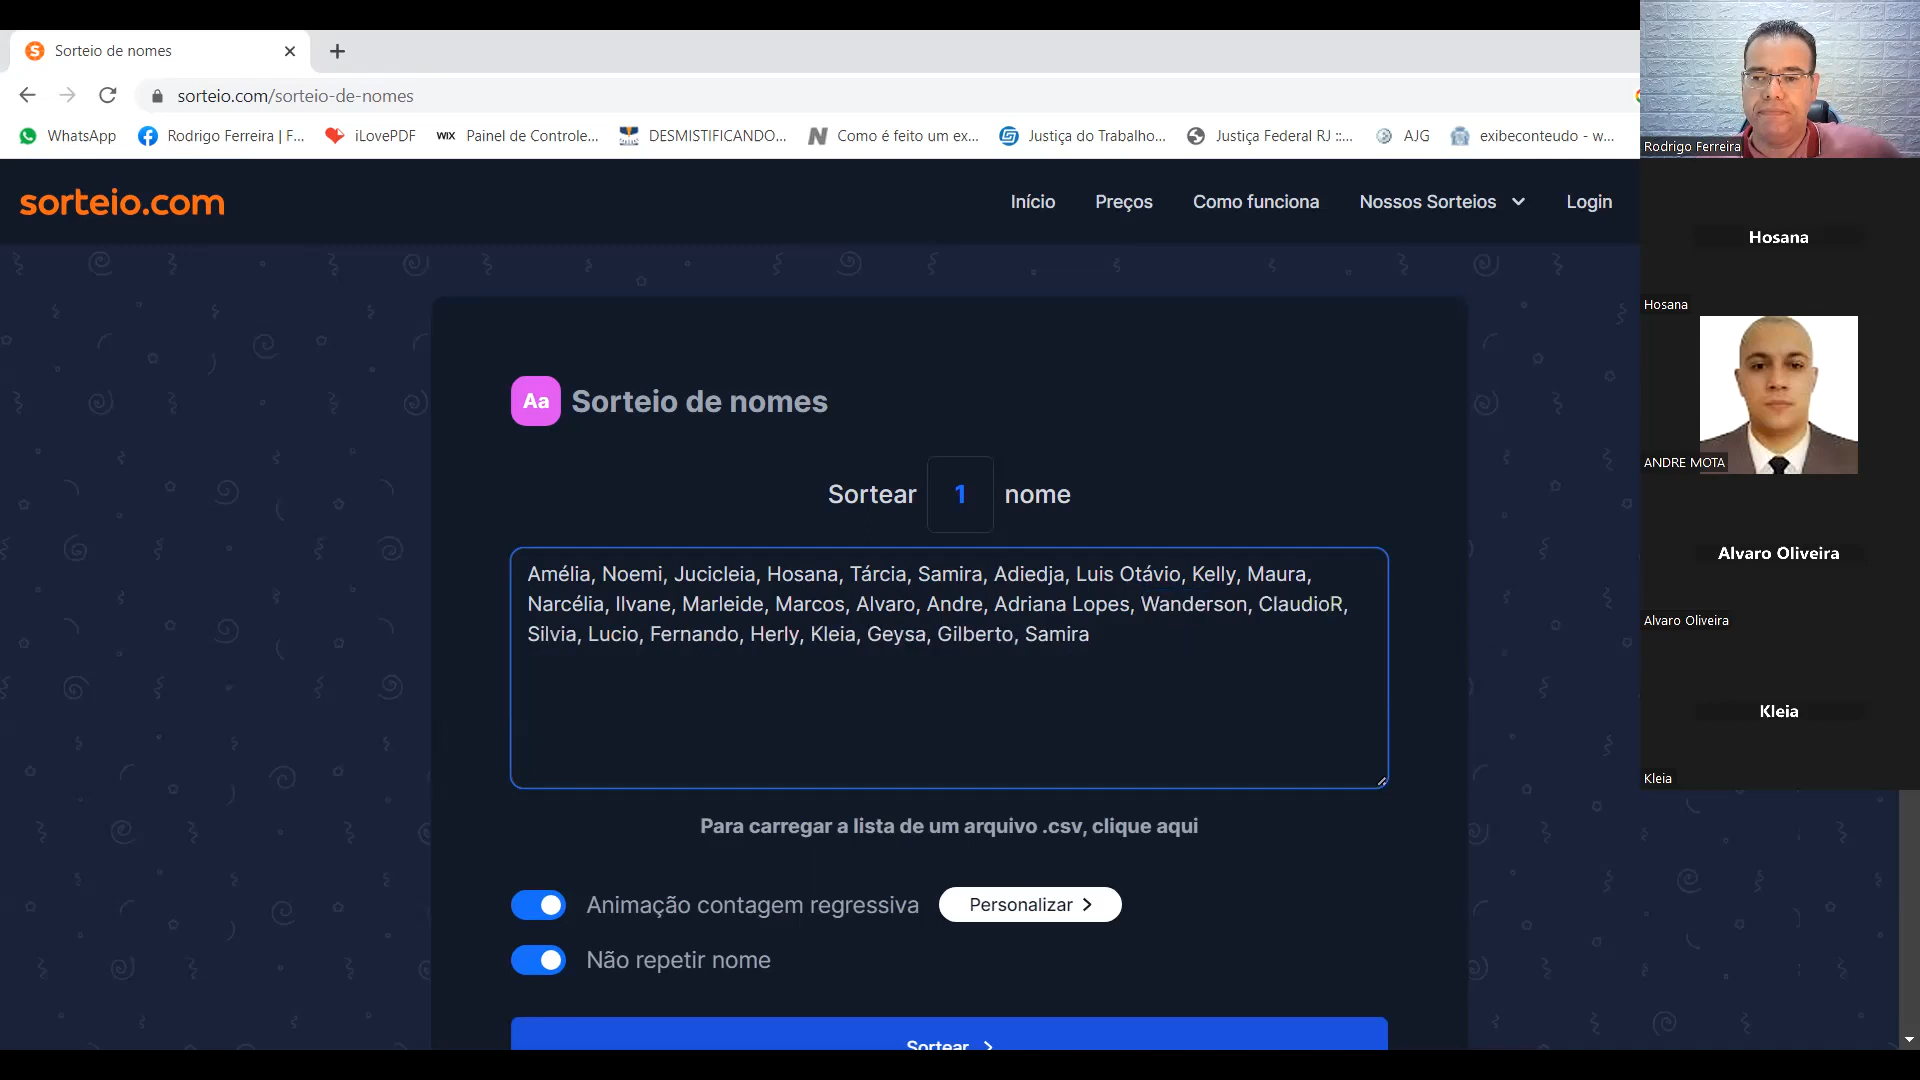 Sorteio de nomes
sorteio.com/sorteio-de-nomes
WhatsApp
Rodrigo Ferreira | F...
iLovePDF
WIX
Painel de Controle...
DESMISTIFICANDO...
Como é feito um ex...
Justiça do Trabalho...
Justiça Federal RJ ::...
AJG
exibeconteudo - w...
Rodrigo Ferreira
sorteio.com
Início
Preços
Como funciona
Nossos Sorteios
Login
Hosana
Hosana
Aa
Sorteio de nomes
ANDRE MOTA
Sortear 1 nome
Alvaro Oliveira
Alvaro Oliveira
Amélia, Noemi, Jucicleia, Hosana, Tárcia, Samira, Adiedja, Luis Otávio, Kelly, Maura,
Narcélia, Ilvane, Marleide, Marcos, Alvaro, Andre, Adriana Lopes, Wanderson, ClaudioR,
Silvia, Lucio, Fernando, Herly, Kleia, Geysa, Gilberto, Samira
Kleia
Kleia
Para carregar a lista de um arquivo .csv, clique aqui
Animação contagem regressiva
Personalizar
Não repetir nome
Sortear